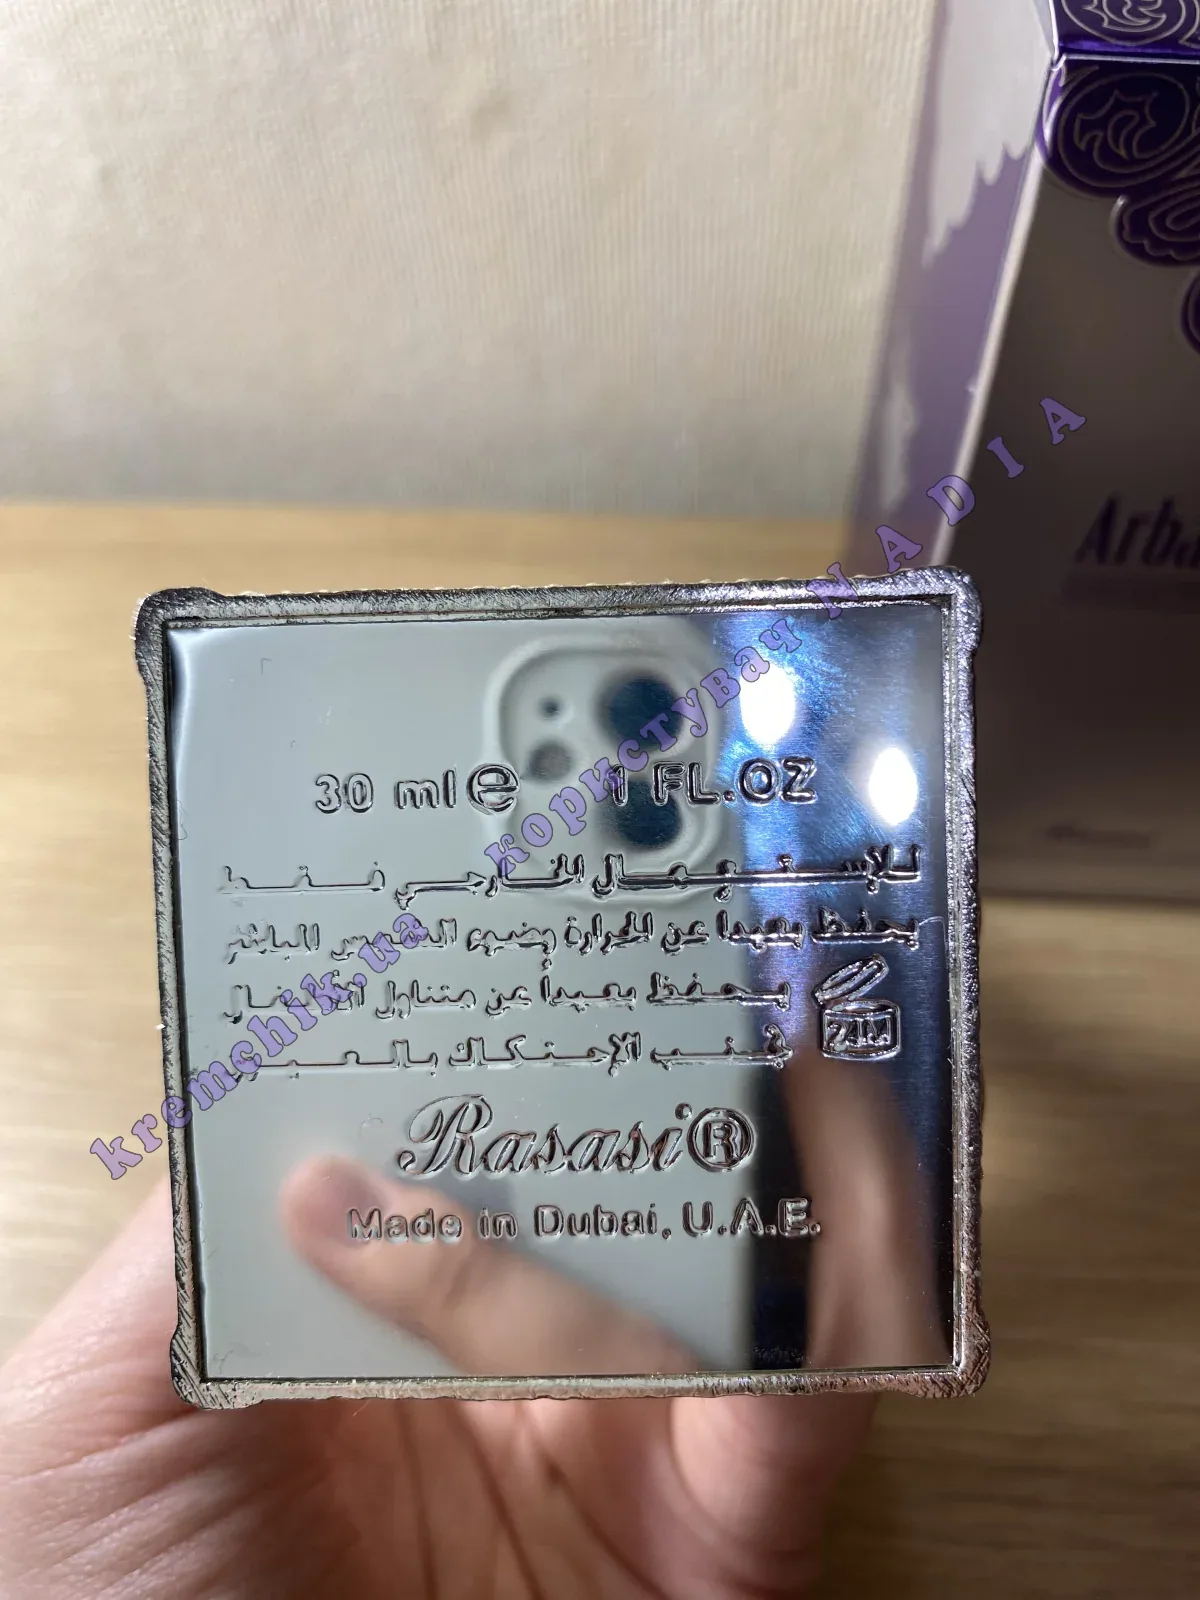 Arba
30 ml e 1 FL.OZ
للإستعمال الخارجي فقط
يحفظ بعيداً عن الحرارة وضوء الشمس المباشر
يحفظ بعيداً عن متناول الأطفال
24M
تجنب الإحتكاك بالعين
Rasasi®
Made in Dubai, U.A.E.
kremchik.ua користувач NADIA